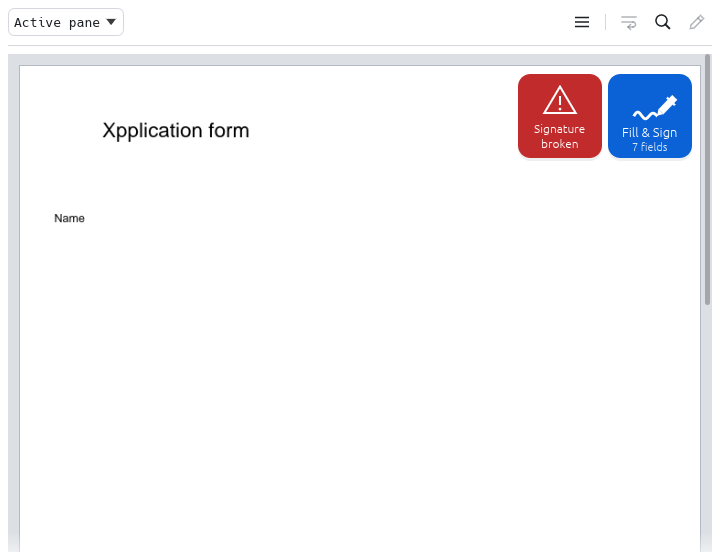 Active pane
Xpplication form
Signature
broken
Fill & Sign
7 fields
Name